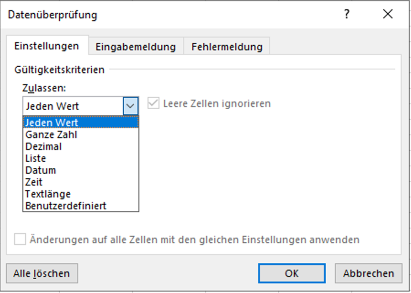 Datenüberprüfung ? ×
Einstellungen Eingabemeldung Fehlermeldung
Gültigkeitskriterien
Zulassen:
Jeden Wert Leere Zellen ignorieren
Jeden Wert
Ganze Zahl
Dezimal
Liste
Datum
Zeit
Textlänge
Benutzerdefiniert
Änderungen auf alle Zellen mit den gleichen Einstellungen anwenden
Alle löschen OK Abbrechen